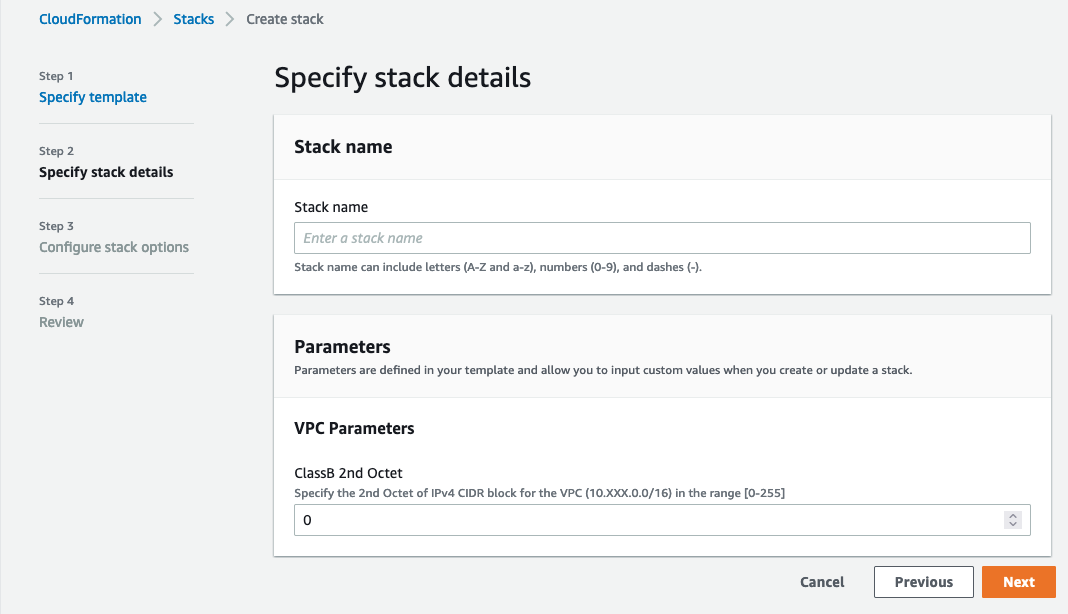 CloudFormation > Stacks > Create stack
Step 1
Specify template
Step 2
Specify stack details
Step 3
Configure stack options
Step 4
Review
Specify stack details
Stack name
Stack name
Enter a stack name
Stack name can include letters (A-Z and a-z), numbers (0-9), and dashes (-).
Parameters
Parameters are defined in your template and allow you to input custom values when you create or update a stack.
VPC Parameters
ClassB 2nd Octet
Specify the 2nd Octet of IPv4 CIDR block for the VPC (10.XXX.0.0/16) in the range [0-255]
0
Cancel Previous Next